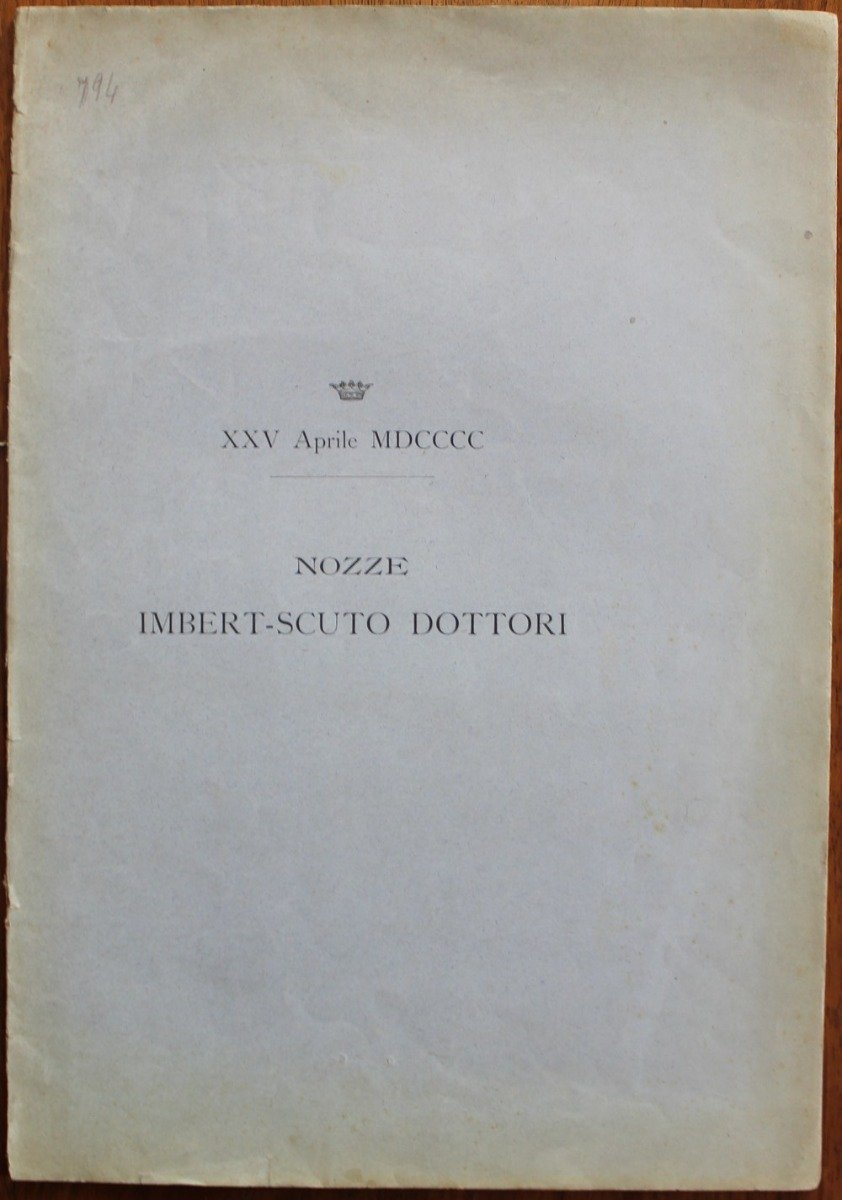 794
XXV Aprile MDCCCC
NOZZE
IMBERT-SCUTO DOTTORI